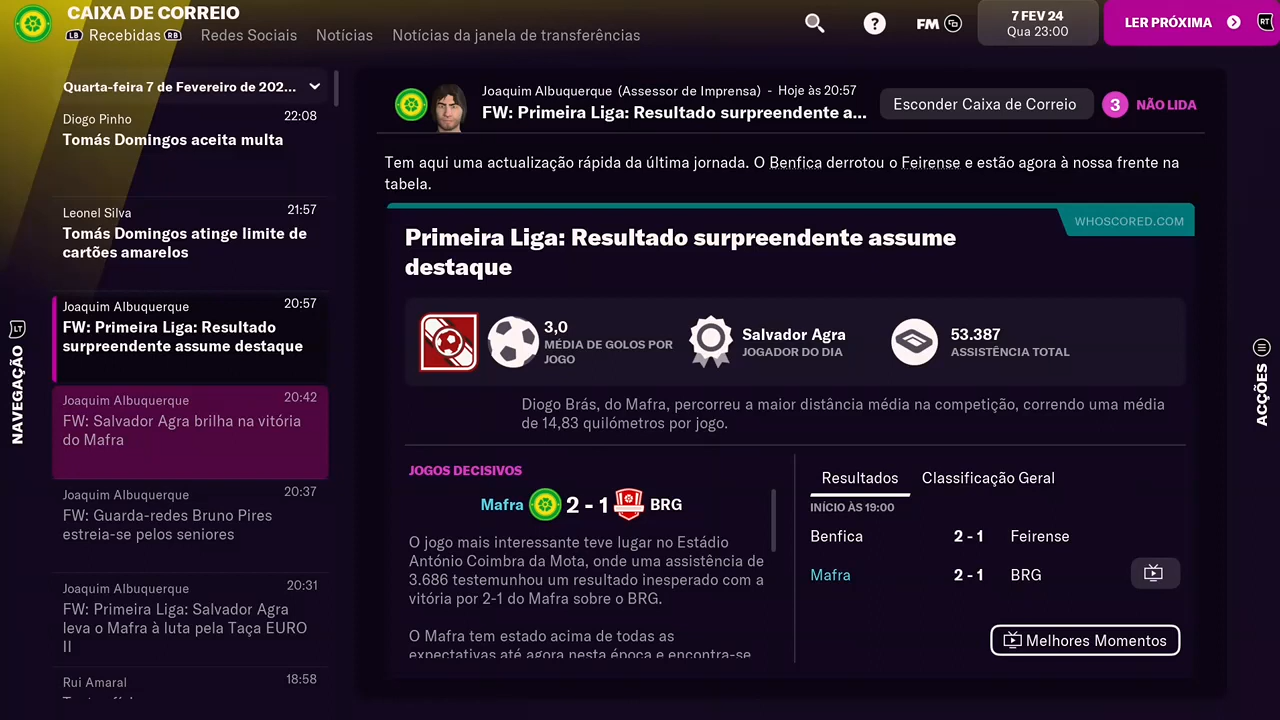 CAIXA DE CORREIO
LB Recebidas RB Redes Sociais Notícias Notícias da janela de transferências
FM
7 FEV 24
Qua 23:00
LER PRÓXIMA
RT
LT
NAVEGAÇÃO
Quarta-feira 7 de Fevereiro de 202...
Diogo Pinho 22:08
Tomás Domingos aceita multa
Leonel Silva 21:57
Tomás Domingos atinge limite de
cartões amarelos
Joaquim Albuquerque 20:57
FW: Primeira Liga: Resultado
surpreendente assume destaque
Joaquim Albuquerque 20:42
FW: Salvador Agra brilha na vitória
do Mafra
Joaquim Albuquerque 20:37
FW: Guarda-redes Bruno Pires
estreia-se pelos seniores
Joaquim Albuquerque 20:31
FW: Primeira Liga: Salvador Agra
leva o Mafra à luta pela Taça EURO
II
Rui Amaral 18:58
Joaquim Albuquerque (Assessor de Imprensa) - Hoje às 20:57
FW: Primeira Liga: Resultado surpreendente a...
Esconder Caixa de Correio
3 NÃO LIDA
Tem aqui uma actualização rápida da última jornada. O Benfica derrotou o Feirense e estão agora à nossa frente na
tabela.
WHOSCORED.COM
Primeira Liga: Resultado surpreendente assume
destaque
3,0
MÉDIA DE GOLOS POR
JOGO
Salvador Agra
JOGADOR DO DIA
53.387
ASSISTÊNCIA TOTAL
Diogo Brás, do Mafra, percorreu a maior distância média na competição, correndo uma média
de 14,83 quilómetros por jogo.
JOGOS DECISIVOS
Mafra 2 - 1 BRG
O jogo mais interessante teve lugar no Estádio
António Coimbra da Mota, onde uma assistência de
3.686 testemunhou um resultado inesperado com a
vitória por 2-1 do Mafra sobre o BRG.
O Mafra tem estado acima de todas as
expectativas até agora nesta época e encontra-se
Resultados Classificação Geral
INÍCIO ÀS 19:00
Benfica 2 - 1 Feirense
Mafra 2 - 1 BRG
Melhores Momentos
ACÇÕES